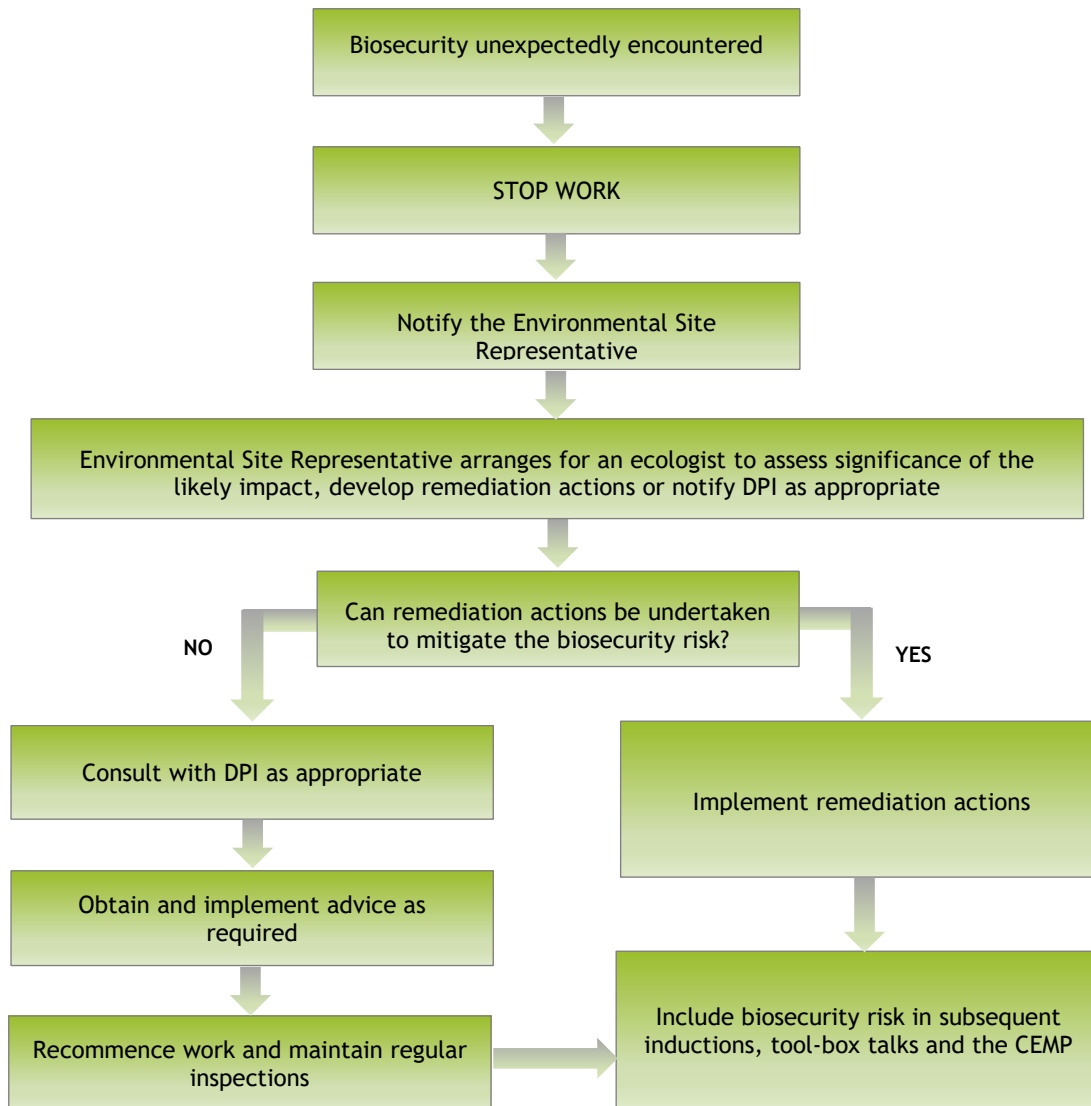 Biosecurity unexpectedly encountered
STOP WORK
Notify the Environmental Site
Representative
Environmental Site Representative arranges for an ecologist to assess significance of the
likely impact, develop remediation actions or notify DPI as appropriate
Can remediation actions be undertaken
to mitigate the biosecurity risk?
NO
YES
Consult with DPI as appropriate
Implement remediation actions
Obtain and implement advice as
required
Recommence work and maintain regular
inspections
Include biosecurity risk in subsequent
inductions, tool-box talks and the CEMP